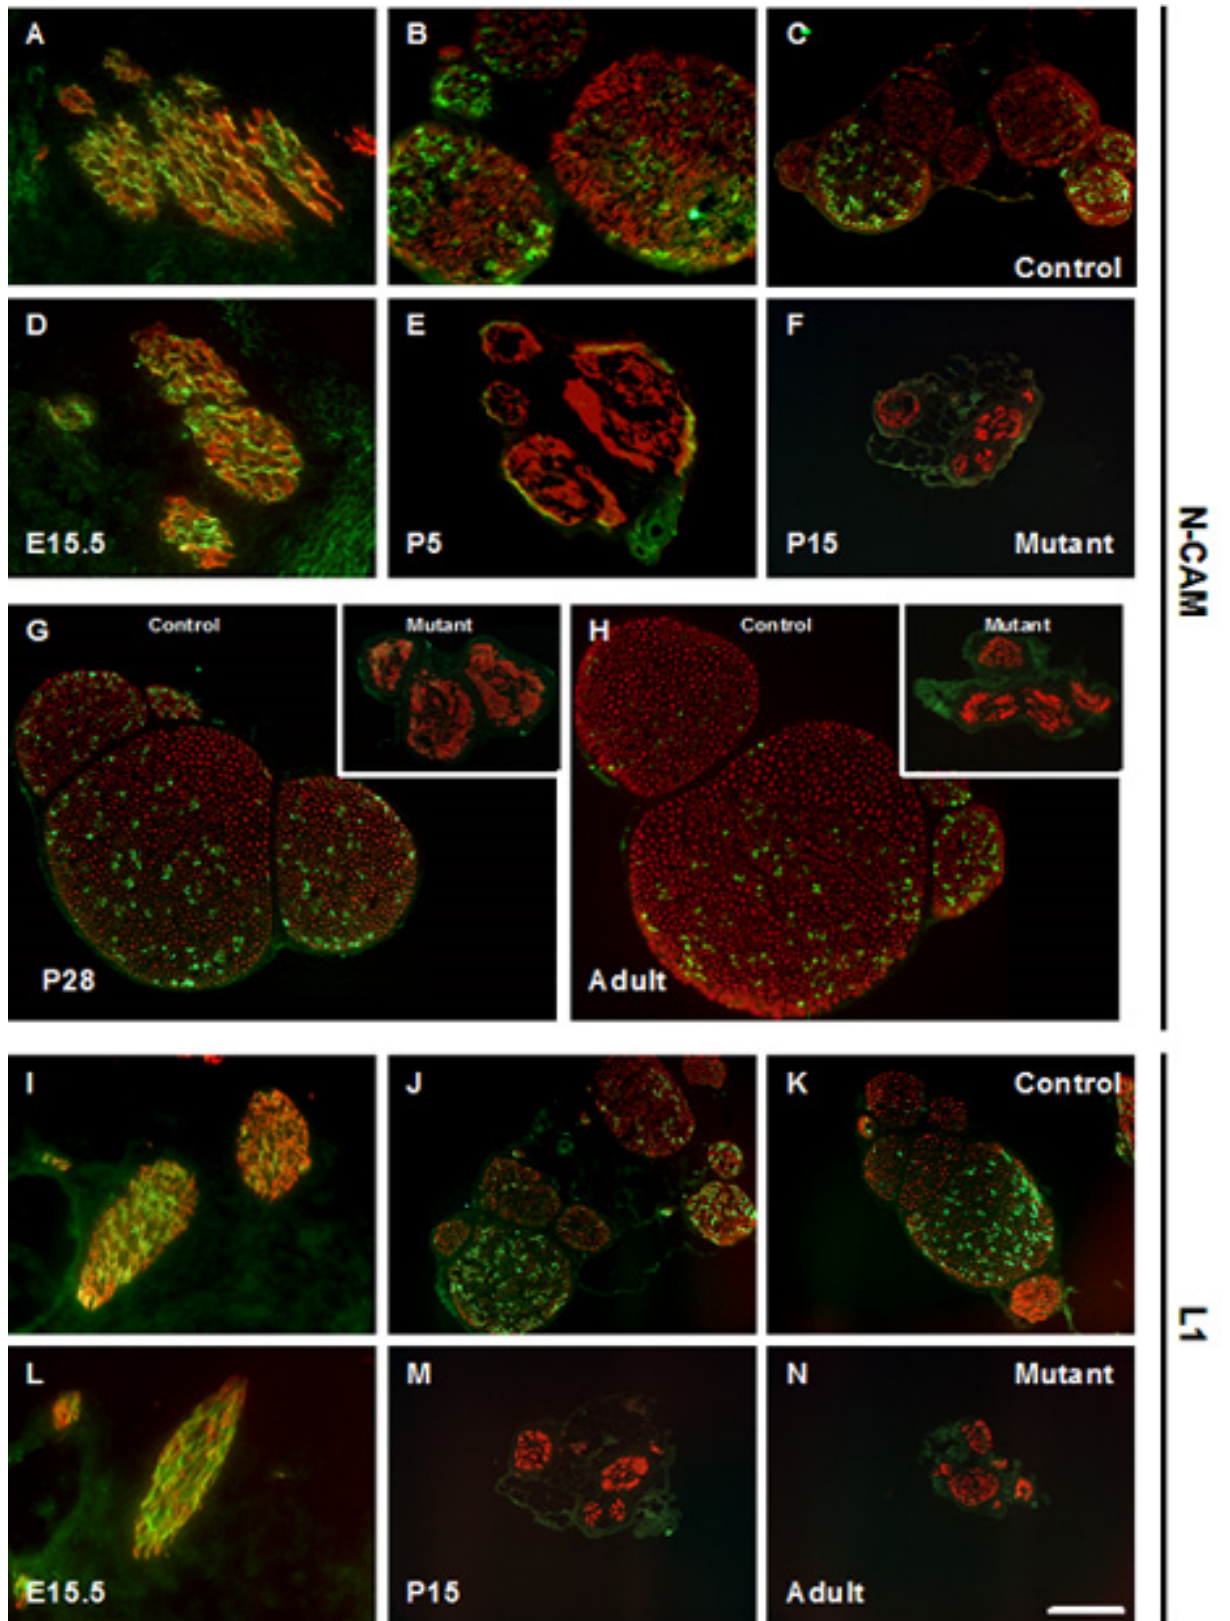 A
B
C
Control
D
E15.5
E
P5
F
P15 Mutant
N-CAM
G Control
Mutant
P28
H Control
Mutant
Adult
I
J
K Control
L
E15.5
M
P15
N Mutant
Adult
L1